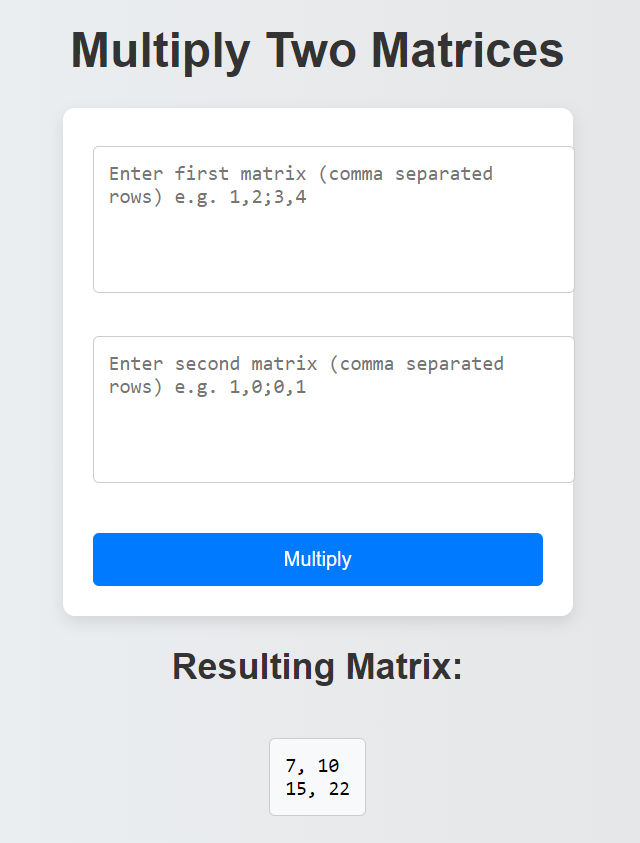 Multiply Two Matrices
Enter first matrix (comma separated
rows) e.g. 1,2;3,4
Enter second matrix (comma separated
rows) e.g. 1,0;0,1
Multiply
Resulting Matrix:
7, 10
15, 22